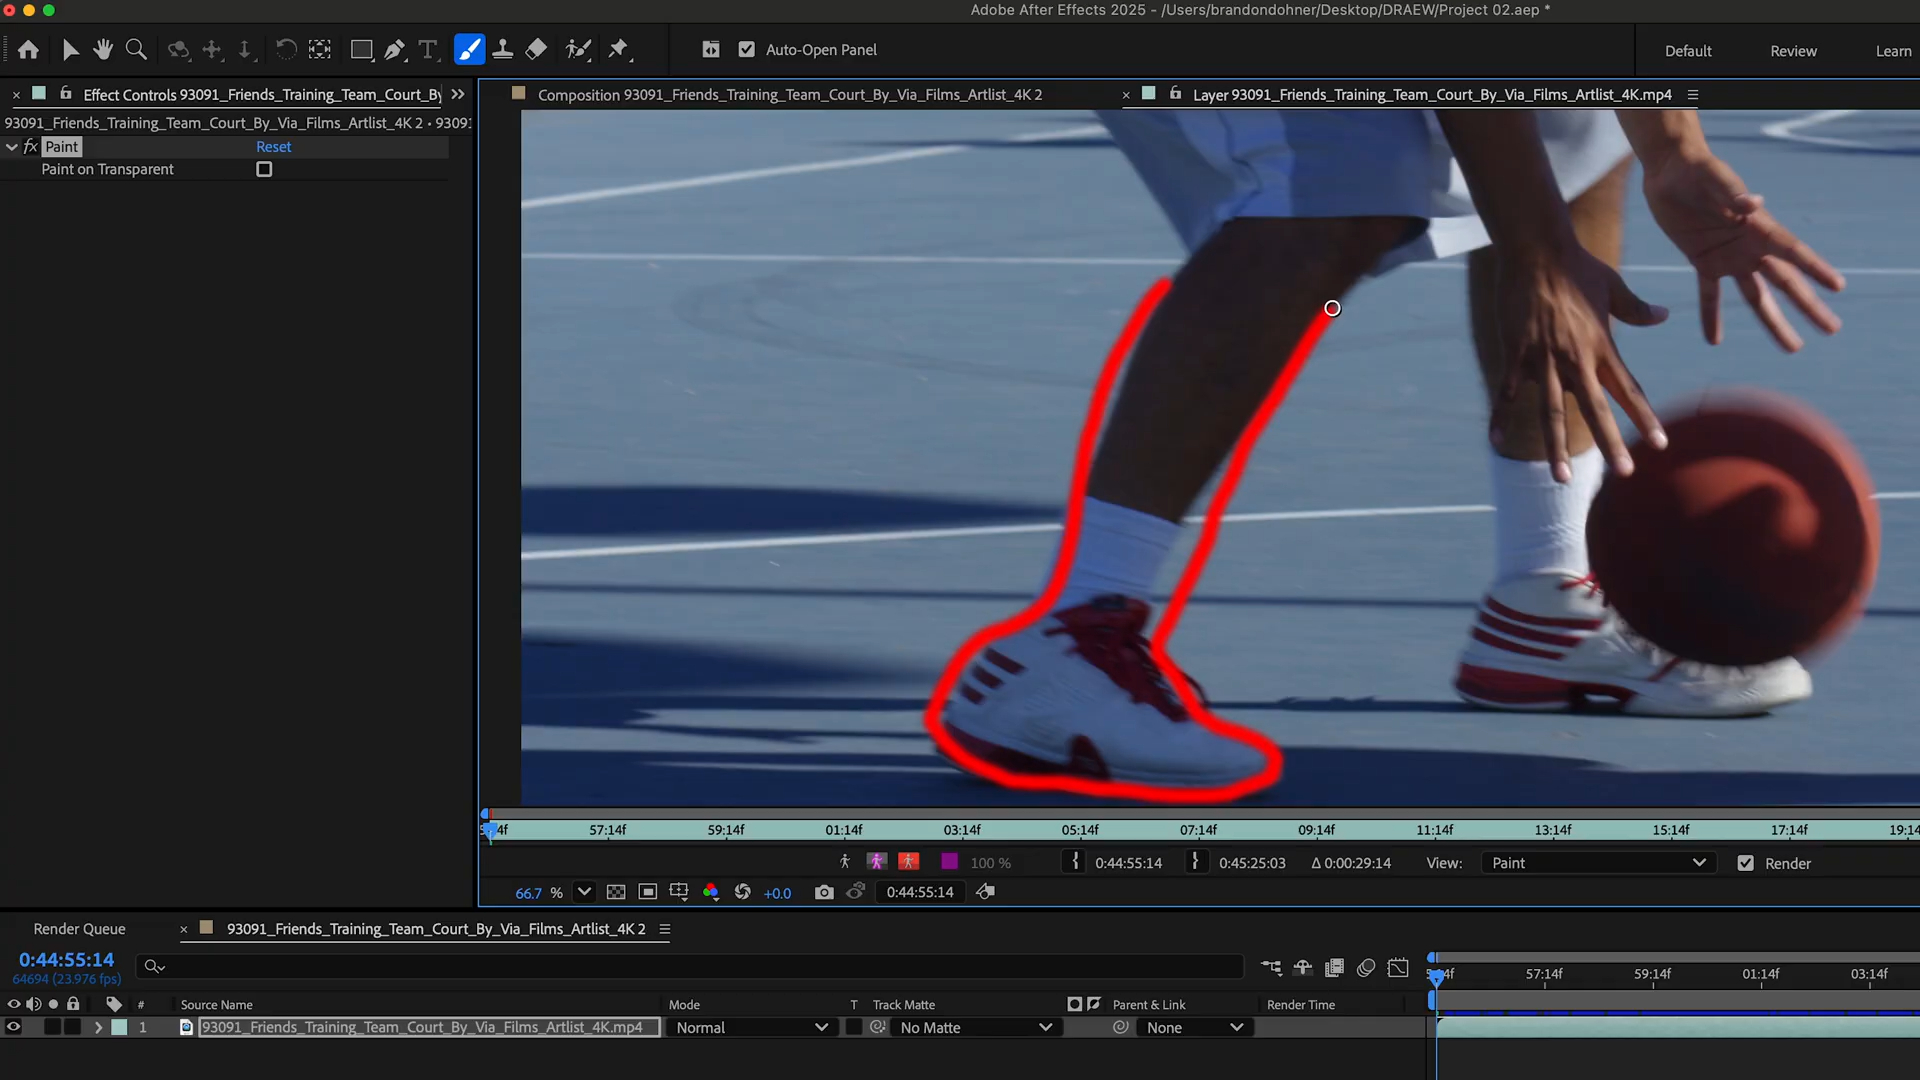 Adobe After Effects 2025 - /Users/brandondohner/Desktop/DRAEW/Project 02.aep *
Auto-Open Panel
Default
Review
Learn
Effect Controls 93091_Friends_Training_Team_Court_By
Composition 93091_Friends_Training_Team_Court_By_Via_Films_Artlist_4K 2
Layer 93091_Friends_Training_Team_Court_By_Via_Films_Artlist_4K.mp4
93091_Friends_Training_Team_Court_By_Via_Films_Artlist_4K 2 • 93091
fx Paint
Reset
Paint on Transparent
57:14f
59:14f
01:14f
03:14f
05:14f
07:14f
09:14f
11:14f
13:14f
15:14f
17:14f
19:14
100 %
0:44:55:14
0:45:25:03
Δ 0:00:29:14
View:
Paint
Render
66.7 %
+0.0
0:44:55:14
Render Queue
93091_Friends_Training_Team_Court_By_Via_Films_Artlist_4K 2
0:44:55:14
64694 (23.976 fps)
57:14f
59:14f
01:14f
03:14f
#
Source Name
Mode
T
Track Matte
Parent & Link
Render Time
1
93091_Friends_Training_Team_Court_By_Via_Films_Artlist_4K.mp4
Normal
No Matte
None